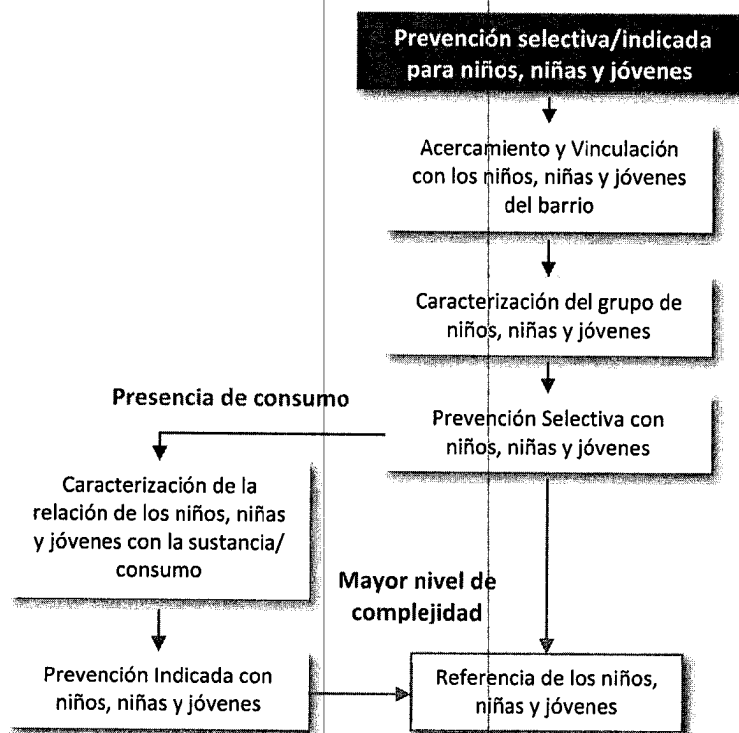 Prevención selectiva/indicada
para niños, niñas y jóvenes
Acercamiento y Vinculación
con los niños, niñas y jóvenes
del barrio
Caracterización del grupo de
niños, niñas y jóvenes
Presencia de consumo
Prevención Selectiva con
niños, niñas y jóvenes
Caracterización de la
relación de los niños, niñas
y jóvenes con la sustancia/
consumo
Mayor nivel de
complejidad
Prevención Indicada con
niños, niñas y jóvenes
Referencia de los niños,
niñas y jóvenes